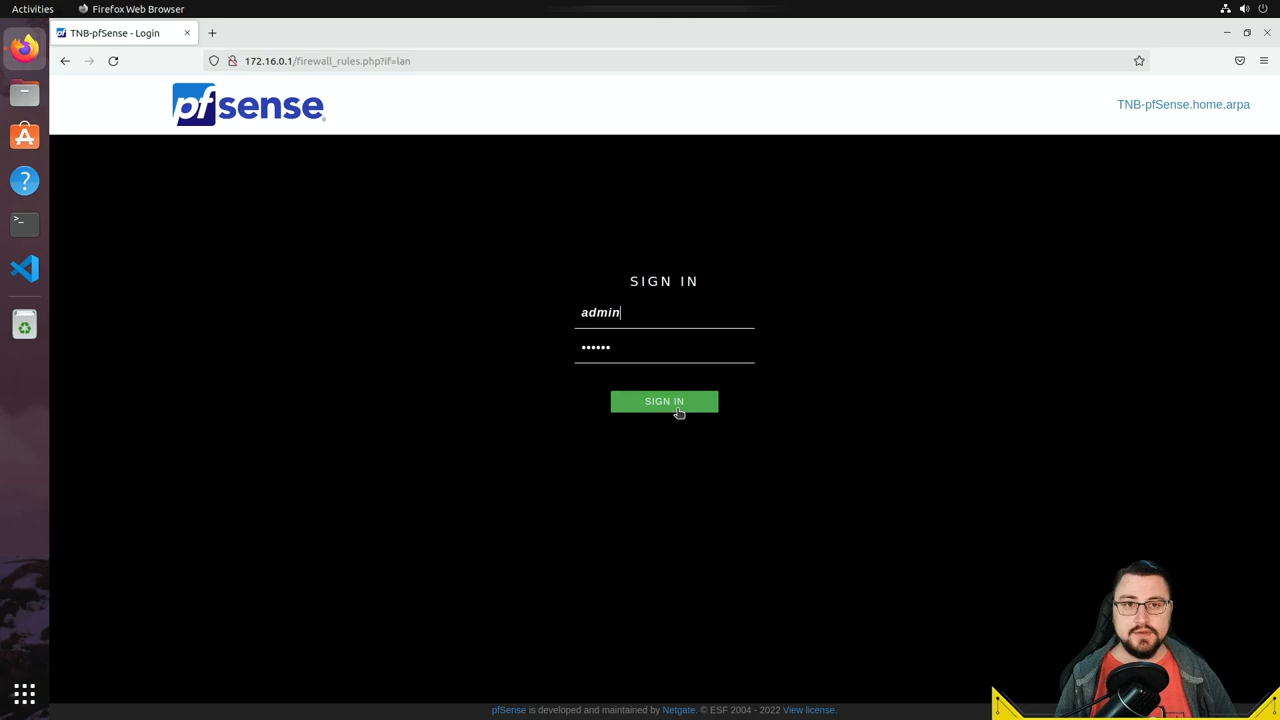 Activities
Firefox Web Browser
TNB-pfSense - Login
172.16.0.1/firewall_rules.php?if=lan
pfsense
TNB-pfSense.home.arpa
SIGN IN
admin
••••••
SIGN IN
pfSense is developed and maintained by Netgate. © ESF 2004 - 2022 View license.